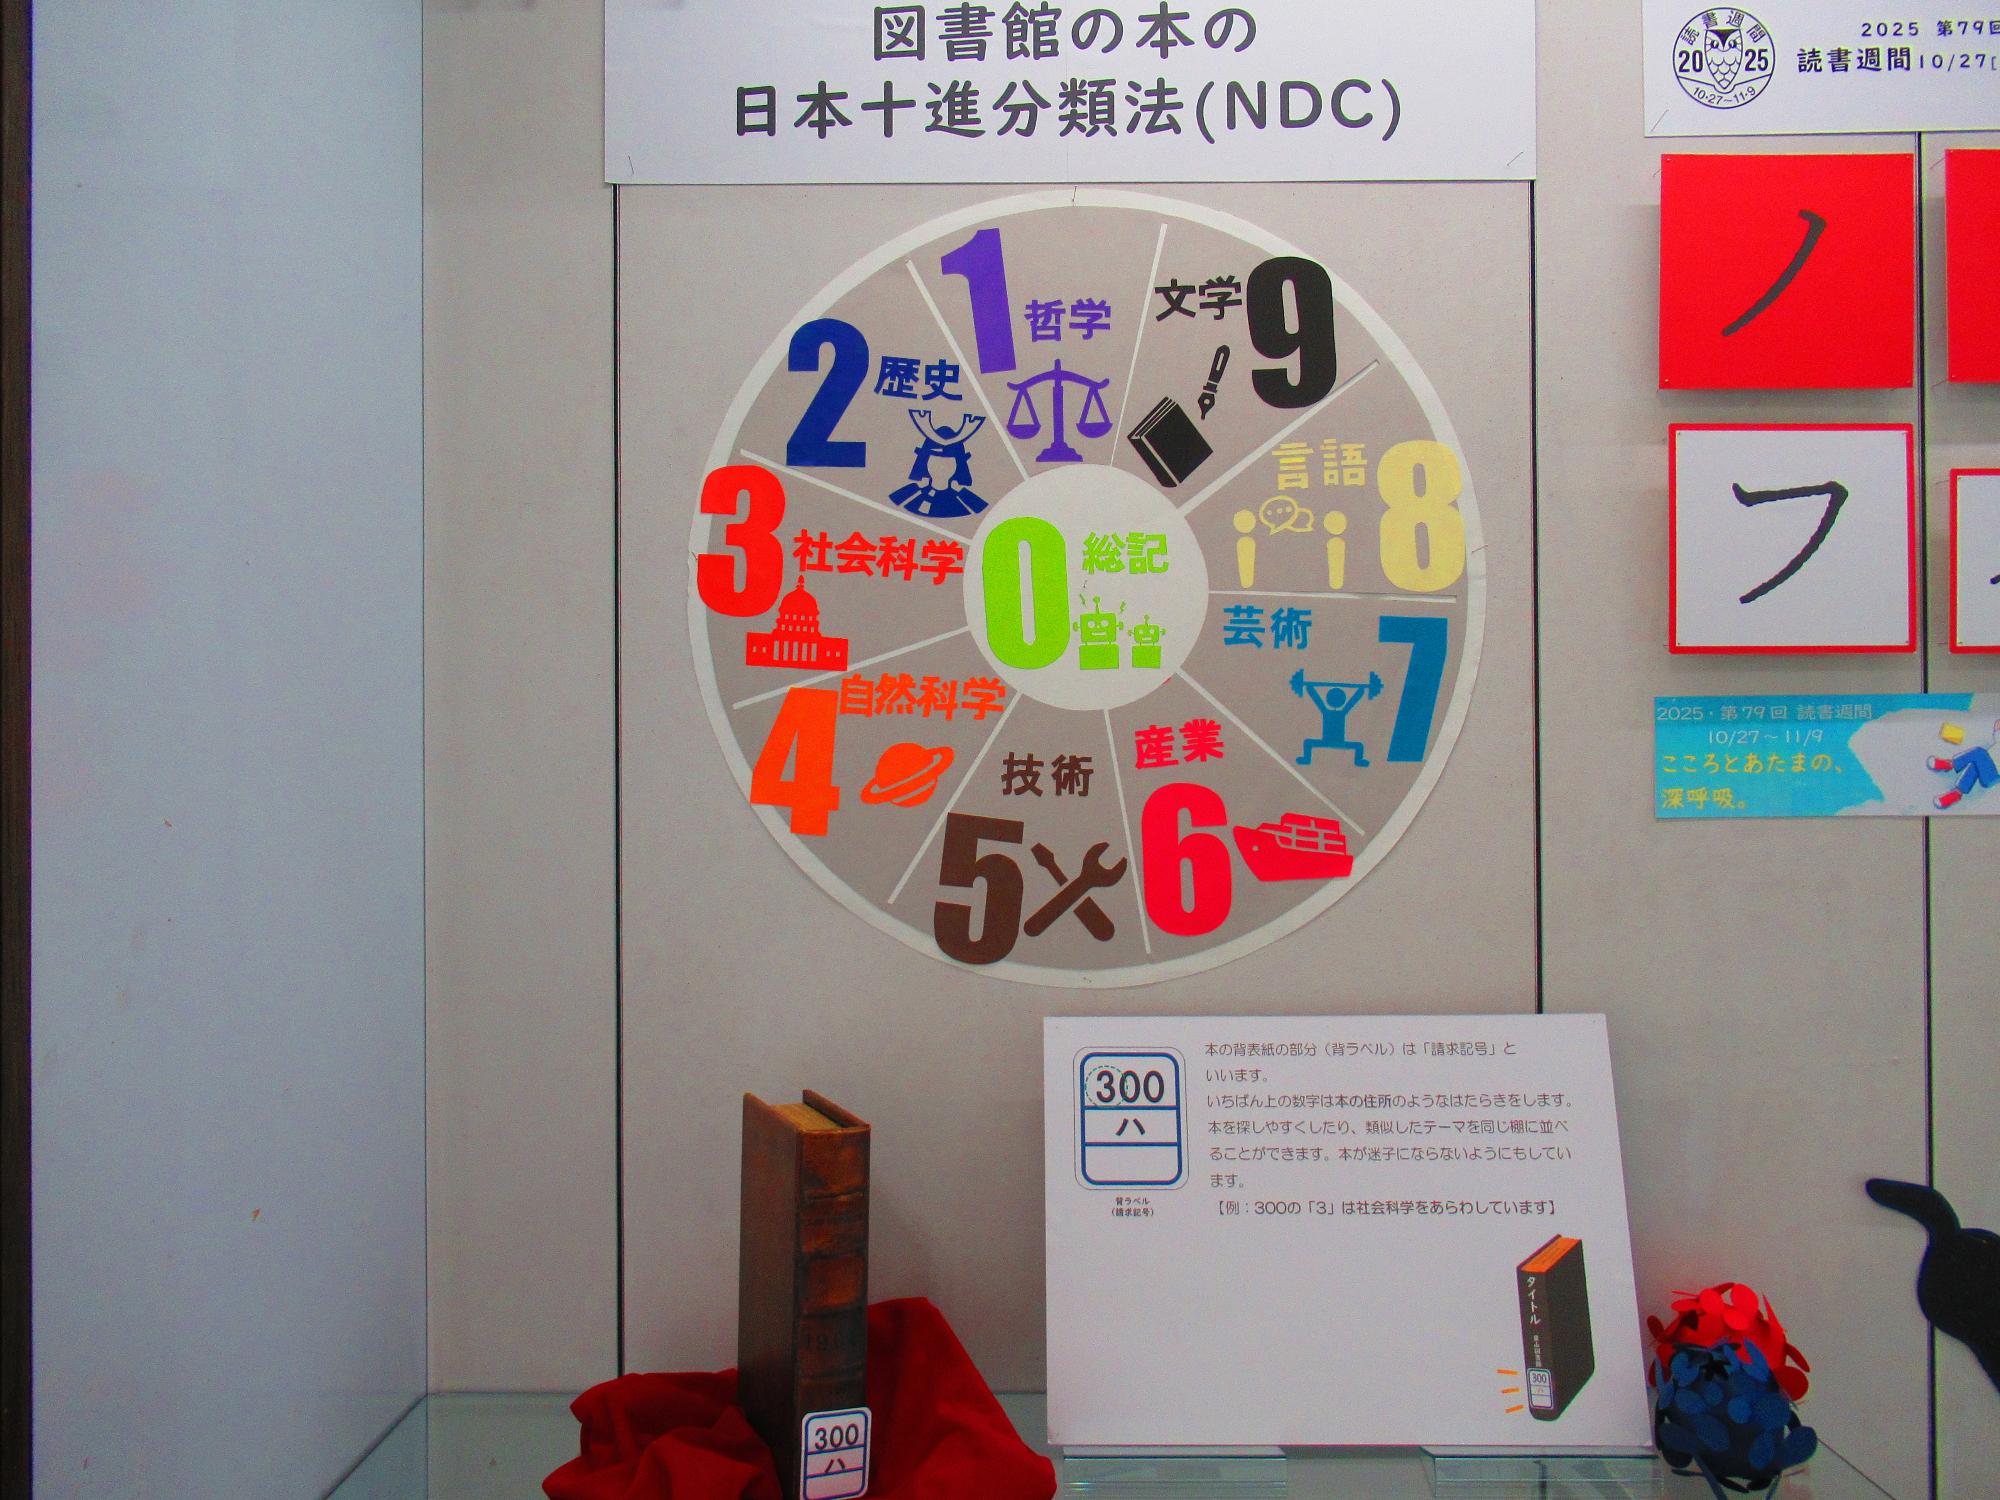 図書館の本の
日本十進分類法(NDC)
1 哲学
2 歴史
3 社会科学
4 自然科学
5 技術
6 産業
7 芸術
8 言語
9 文学
0 総記
本の背表紙の部分（背ラベル）は「請求記号」と
いいます。
いちばん上の数字は本の住所のようなはたらきをします。
本を探しやすくしたり、類似したテーマを同じ棚に並べ
ることができます。本が迷子にならないようにもしてい
ます。
【例：300の「3」は社会科学をあらわしています】
300
ハ
背ラベル
（請求記号）
タイトル
300
ハ
300
ハ
読書週間
20 25
10・27～11・9
2025 第79回
読書週間10/27[
ノ
フ
2025・第79回 読書週間
10/27～11/9
こころとあたまの、
深呼吸。